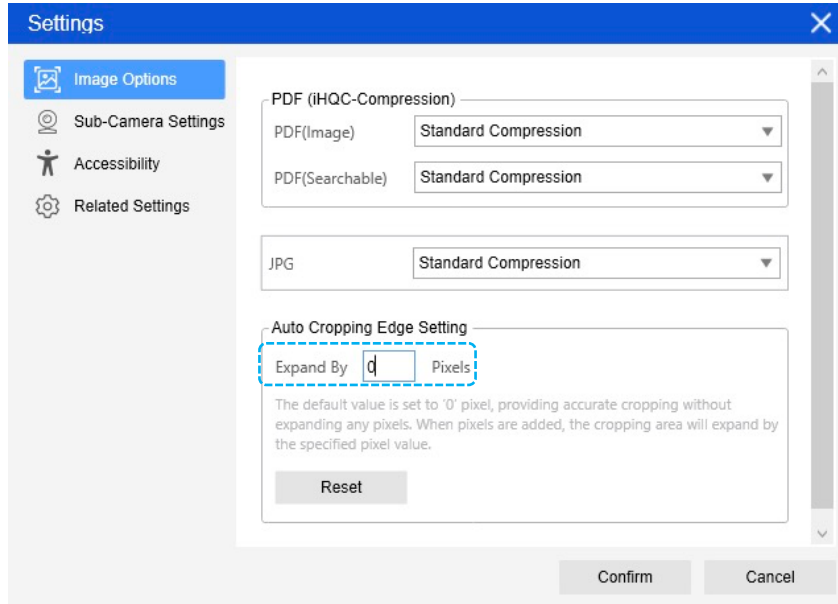 Settings
Image Options
Sub-Camera Settings
Accessibility
Related Settings
PDF (iHQC-Compression)
PDF(Image) Standard Compression
PDF(Searchable) Standard Compression
JPG Standard Compression
Auto Cropping Edge Setting
Expand By 0 Pixels
The default value is set to '0' pixel, providing accurate cropping without
expanding any pixels. When pixels are added, the cropping area will expand by
the specified pixel value.
Reset
Confirm Cancel